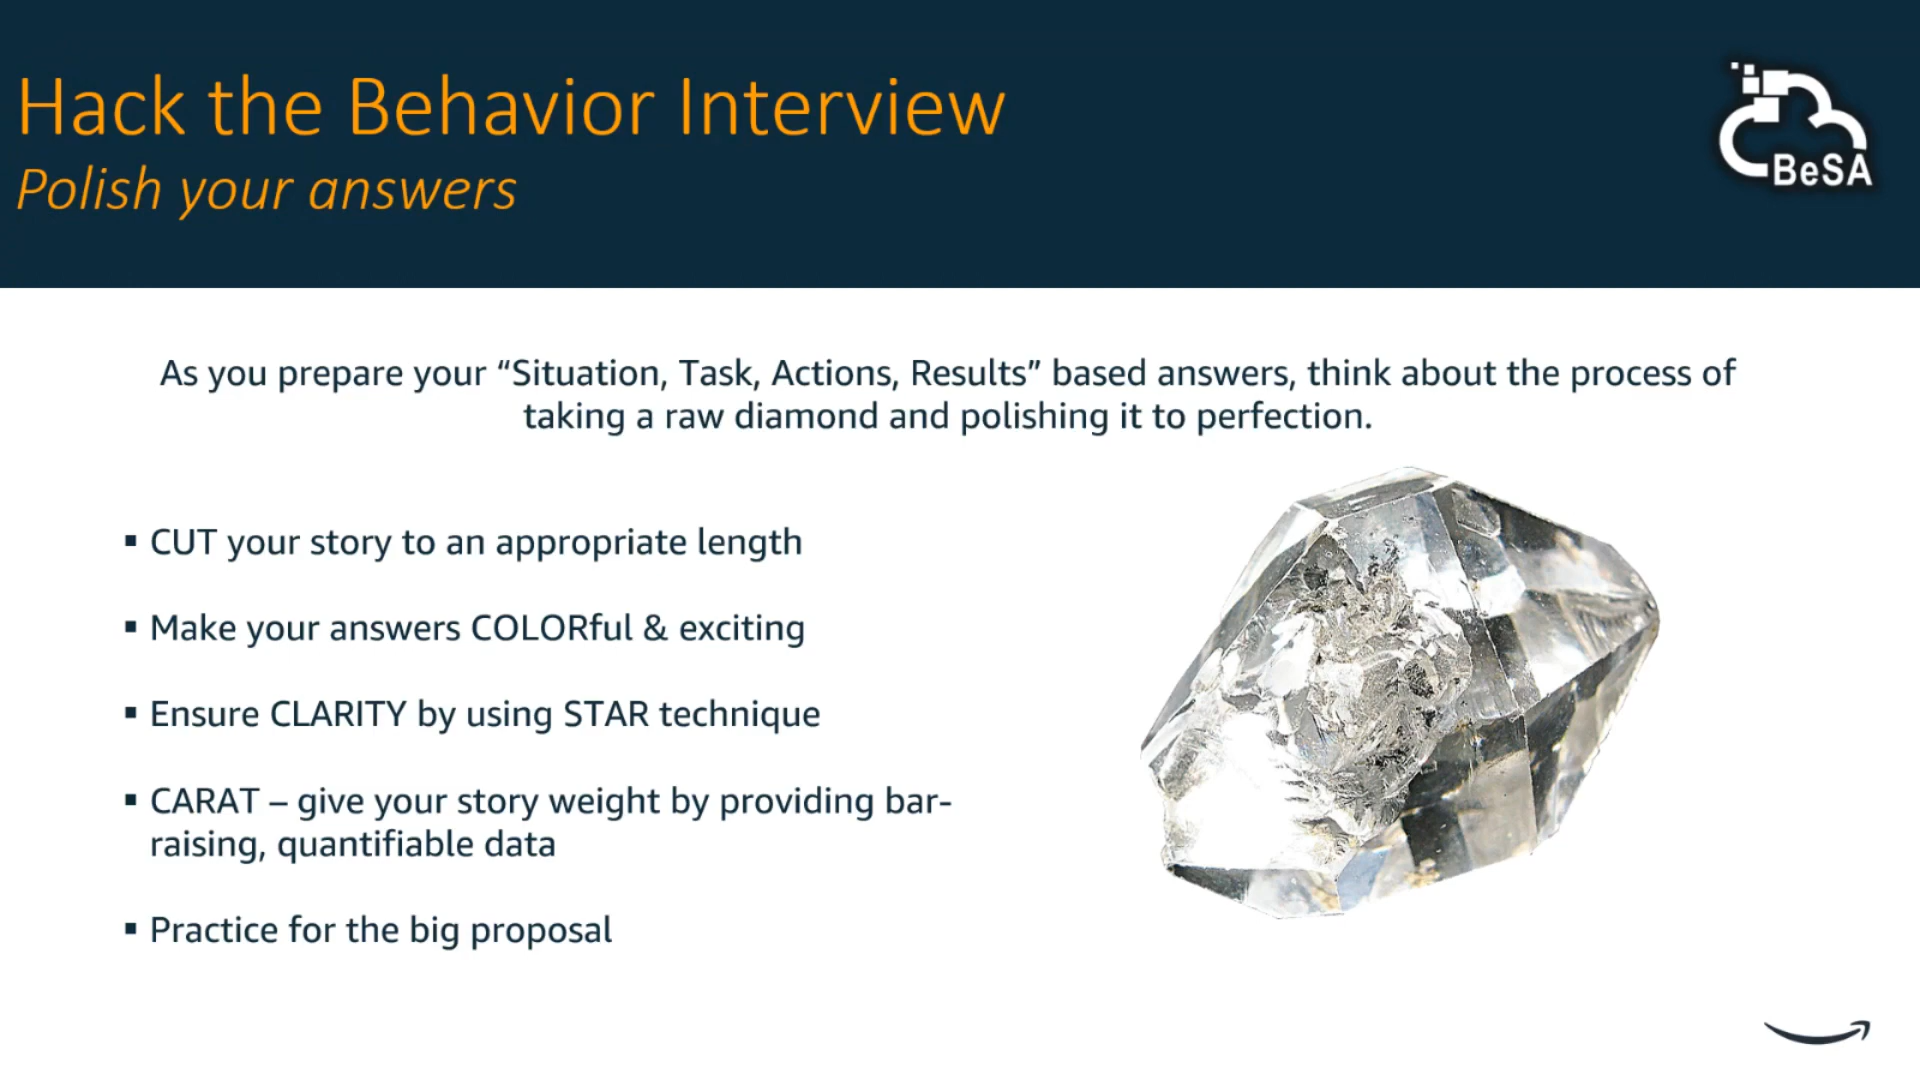 Hack the Behavior Interview
Polish your answers
BeSA
As you prepare your “Situation, Task, Actions, Results” based answers, think about the process of
taking a raw diamond and polishing it to perfection.
▪ CUT your story to an appropriate length
▪ Make your answers COLORful & exciting
▪ Ensure CLARITY by using STAR technique
▪ CARAT – give your story weight by providing bar-
raising, quantifiable data
▪ Practice for the big proposal